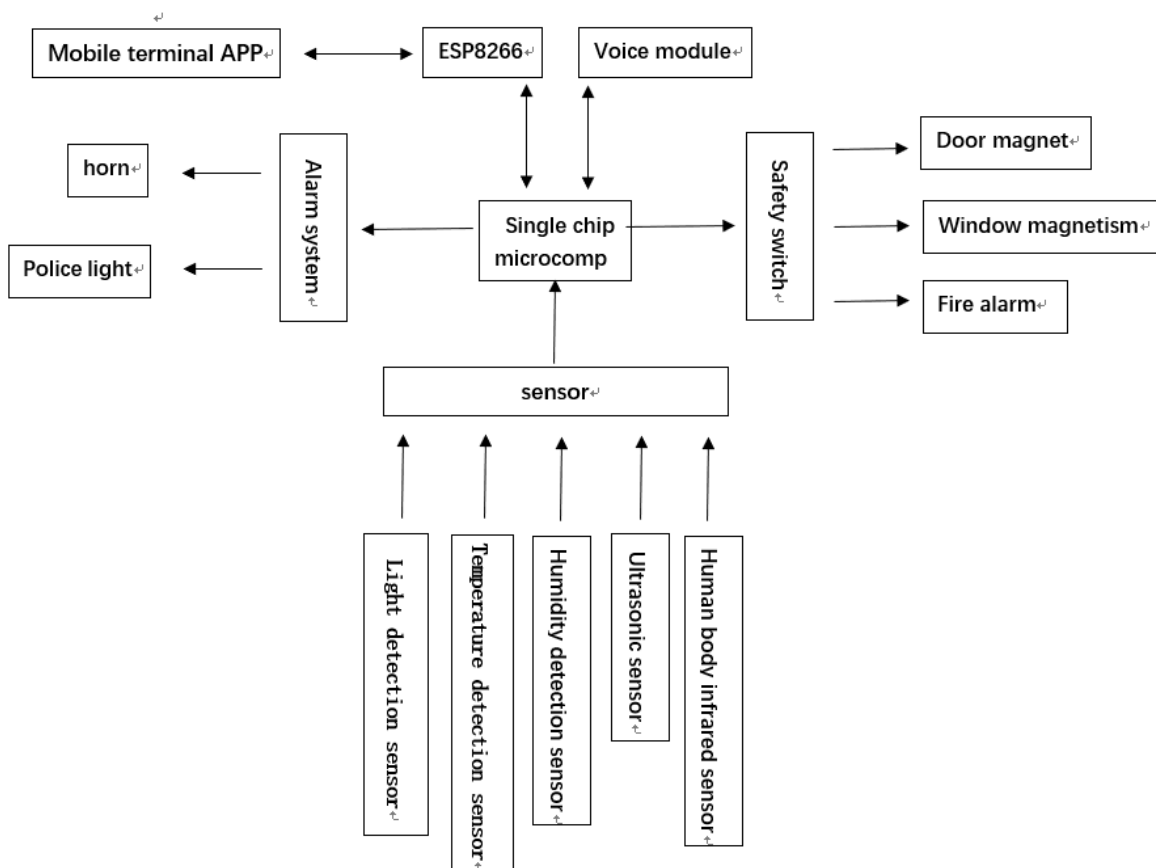 Mobile terminal APP
ESP8266
Voice module
horn
Police light
Alarm system
Single chip
microcomp
Safety switch
Door magnet
Window magnetism
Fire alarm
sensor
Light detection sensor
Temperature detection sensor
Humidity detection sensor
Ultrasonic sensor
Human body infrared sensor